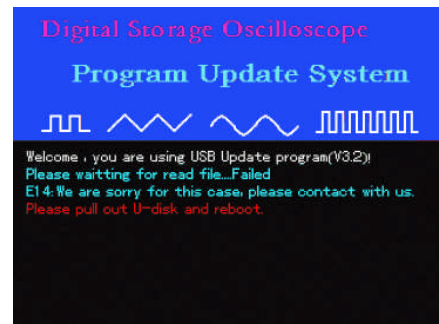 Digital Storage Oscilloscope
Program Update System
Welcome , you are using USB Update program(V3.2)!
Please waitting for read file....Failed
E14: We are sorry for this case, please contact with us.
Please pull out U-disk and reboot.